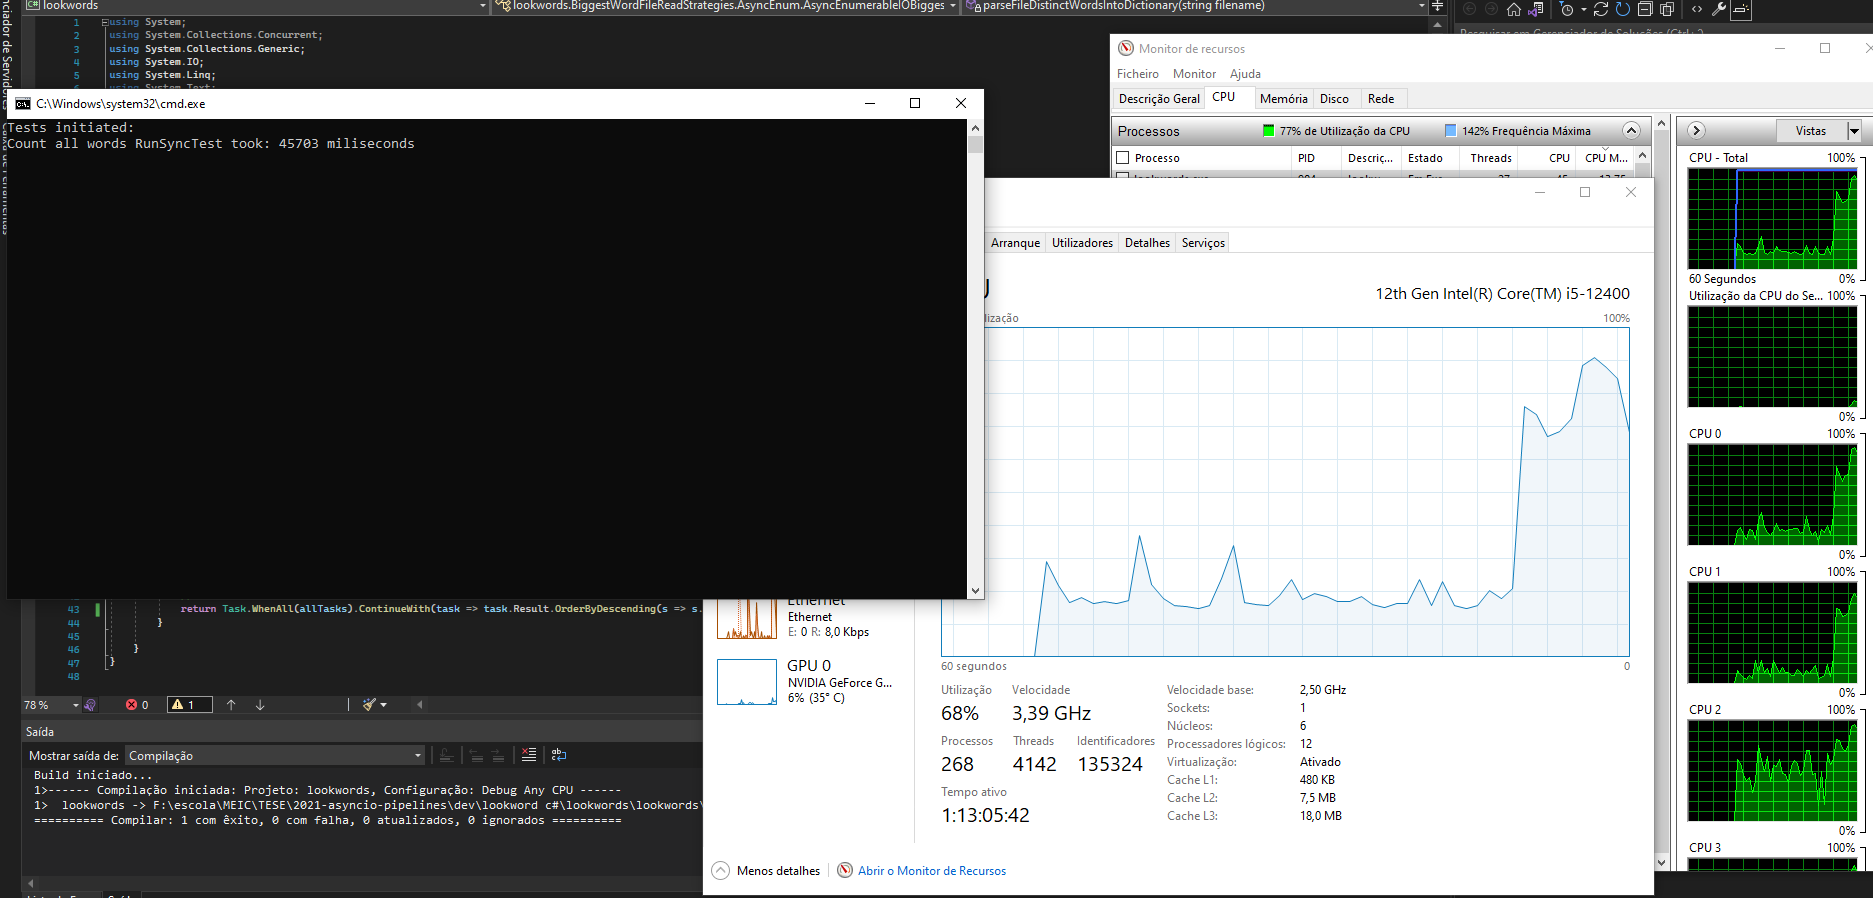 lookwords
lookwords.BiggestWordFileReadStrategies.AsyncEnum.AsyncEnumerableIOBigges
parseFileDistinctWordsIntoDictionary(string filename)
1 using System;
2 using System.Collections.Concurrent;
3 using System.Collections.Generic;
4 using System.IO;
5 using System.Linq;
using System.Text;
C:\Windows\system32\cmd.exe
Tests initiated:
Count all words RunSyncTest took: 45703 miliseconds
43 return Task.WhenAll(allTasks).ContinueWith(task => task.Result.OrderByDescending(s => s.
44 }
45
46 }
47 }
48
78 %
0
1
Saída
Mostrar saída de: Compilação
Build iniciado...
1>------ Compilação iniciada: Projeto: lookwords, Configuração: Debug Any CPU ------
1> lookwords -> F:\escola\MEIC\TESE\2021-asyncio-pipelines\dev\lookword c#\lookwords\lookwords\
========== Compilar: 1 com êxito, 0 com falha, 0 atualizados, 0 ignorados ==========
Monitor de recursos
Ficheiro Monitor Ajuda
Descrição Geral CPU Memória Disco Rede
Processos 77% de Utilização da CPU 142% Frequência Máxima
Processo PID Descriç... Estado Threads CPU CPU M...
Vistas
CPU - Total 100%
60 Segundos 0%
Utilização da CPU do Se... 100%
0%
CPU 0 100%
0%
CPU 1 100%
0%
CPU 2 100%
0%
CPU 3 100%
Arranque Utilizadores Detalhes Serviços
12th Gen Intel(R) Core(TM) i5-12400
100%
60 segundos 0
Ethernet
Ethernet
E: 0 R: 8,0 Kbps
GPU 0
NVIDIA GeForce G...
6% (35° C)
Utilização Velocidade
68% 3,39 GHz
Processos Threads Identificadores
268 4142 135324
Tempo ativo
1:13:05:42
Velocidade base: 2,50 GHz
Sockets: 1
Núcleos: 6
Processadores lógicos: 12
Virtualização: Ativado
Cache L1: 480 KB
Cache L2: 7,5 MB
Cache L3: 18,0 MB
Menos detalhes Abrir o Monitor de Recursos